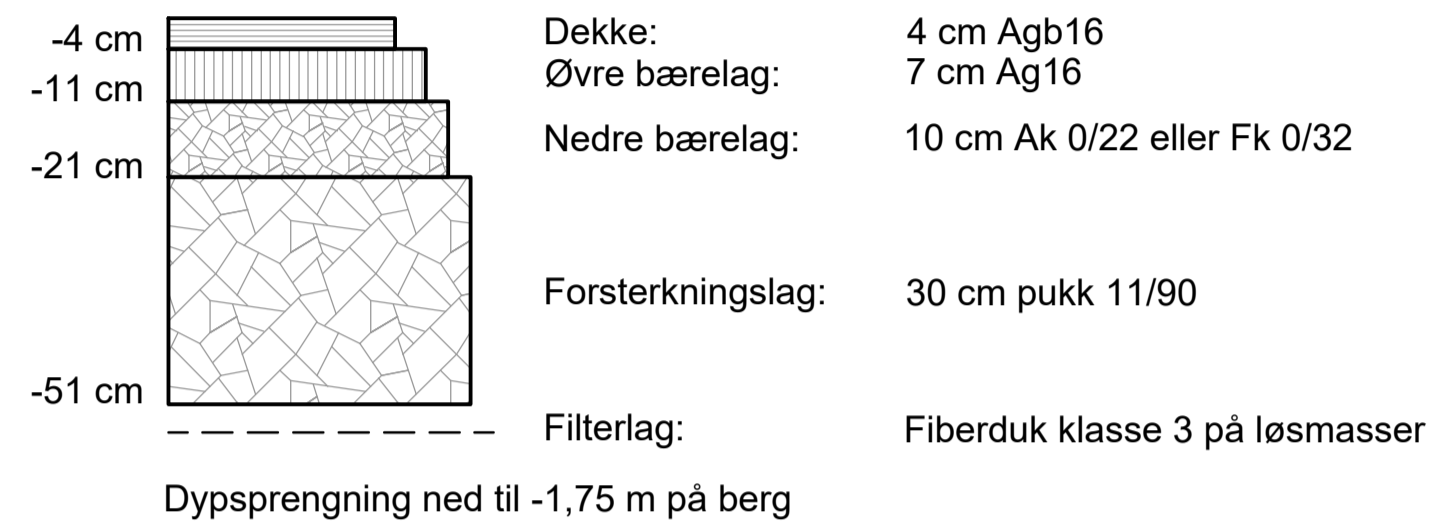 -4 cm Dekke: 4 cm Agb16
-11 cm Øvre bærelag: 7 cm Ag16
-21 cm Nedre bærelag: 10 cm Ak 0/22 eller Fk 0/32
Forsterkningslag: 30 cm pukk 11/90
-51 cm
Filterlag: Fiberduk klasse 3 på løsmasser
Dypsprengning ned til -1,75 m på berg